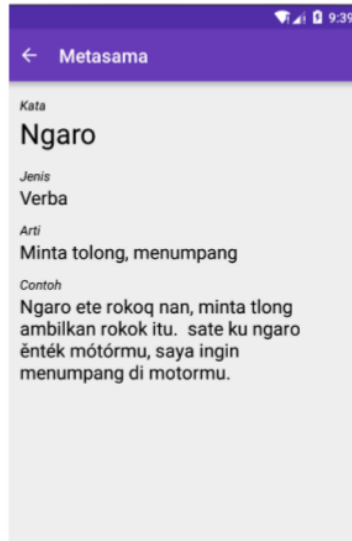 9:39
Metasama
Kata
Ngaro
Jenis
Verba
Arti
Minta tolong, menumpang
Contoh
Ngaro ete rokoq nan, minta tlong
ambilkan rokok itu.  sate ku ngaro
ěnték mótórmu, saya ingin
menumpang di motormu.